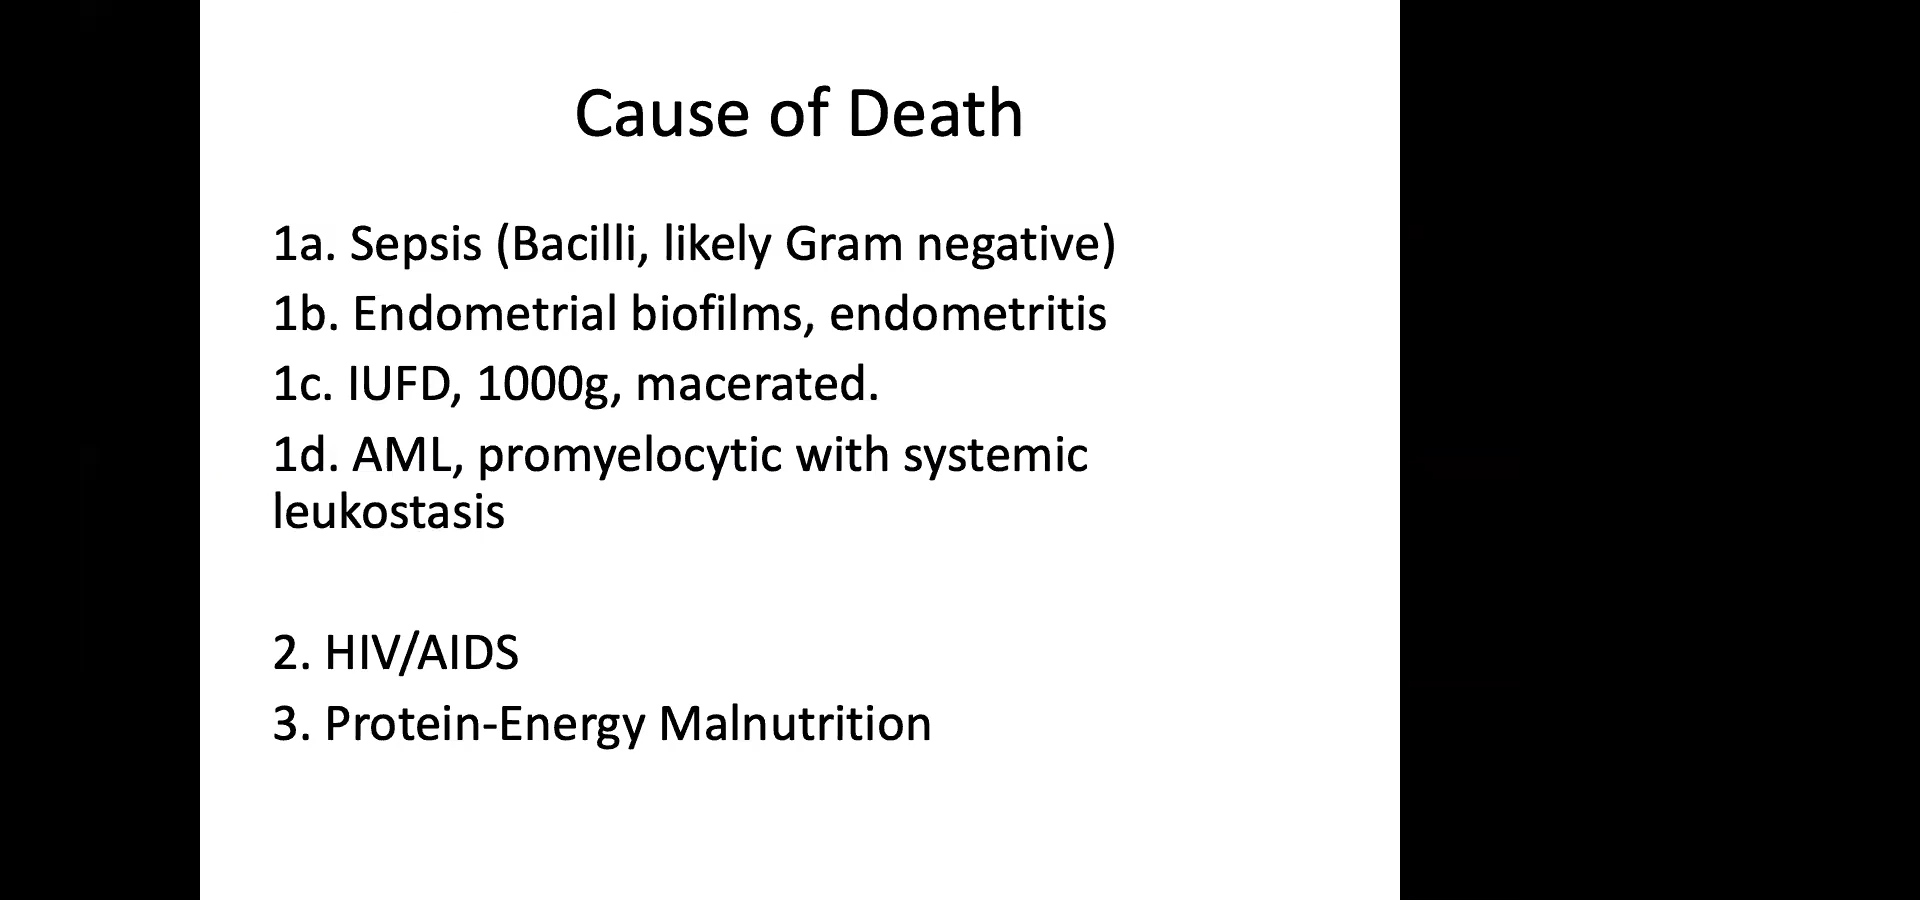 Cause of Death
1a. Sepsis (Bacilli, likely Gram negative)
1b. Endometrial biofilms, endometritis
1c. IUFD, 1000g, macerated.
1d. AML, promyelocytic with systemic
leukostasis
2. HIV/AIDS
3. Protein-Energy Malnutrition